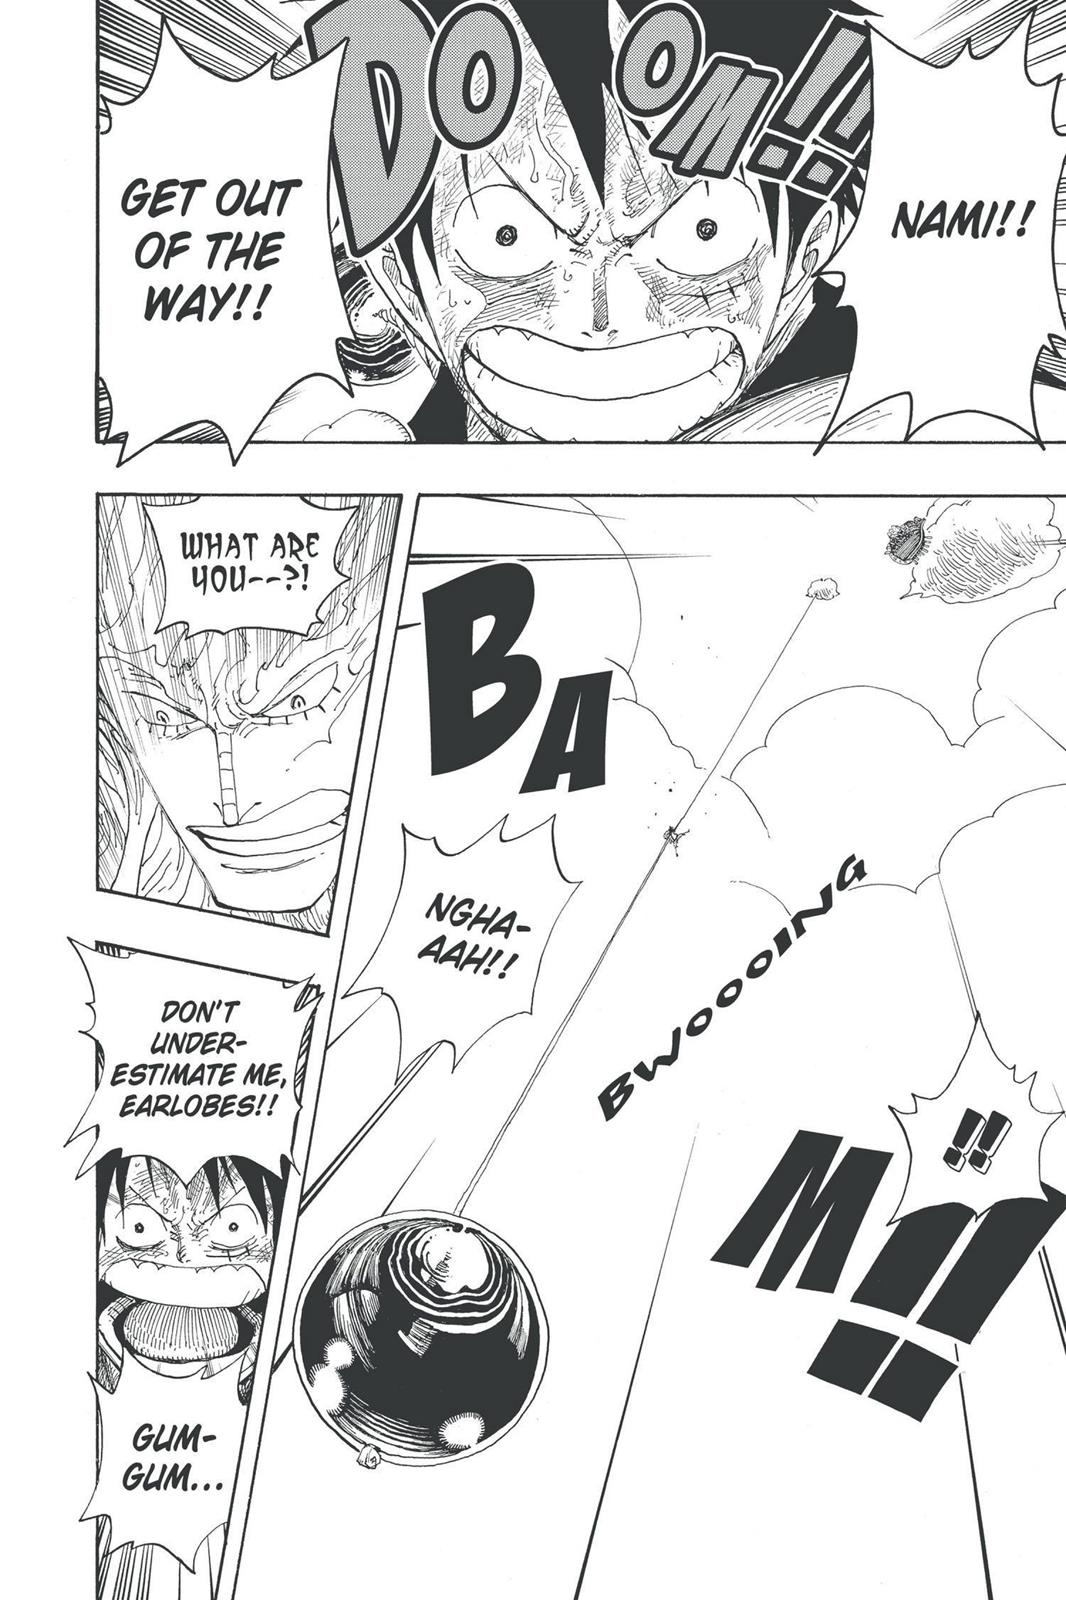 NAMI!!
DOOM!!
GET OUT
OF THE
WAY!!
BAM!!
NGHA-
AAH!!
BWOOOING
!!
WHAT ARE
YOU--?!
DON'T
UNDER-
ESTIMATE ME,
EARLOBES!!
GUM-
GUM...